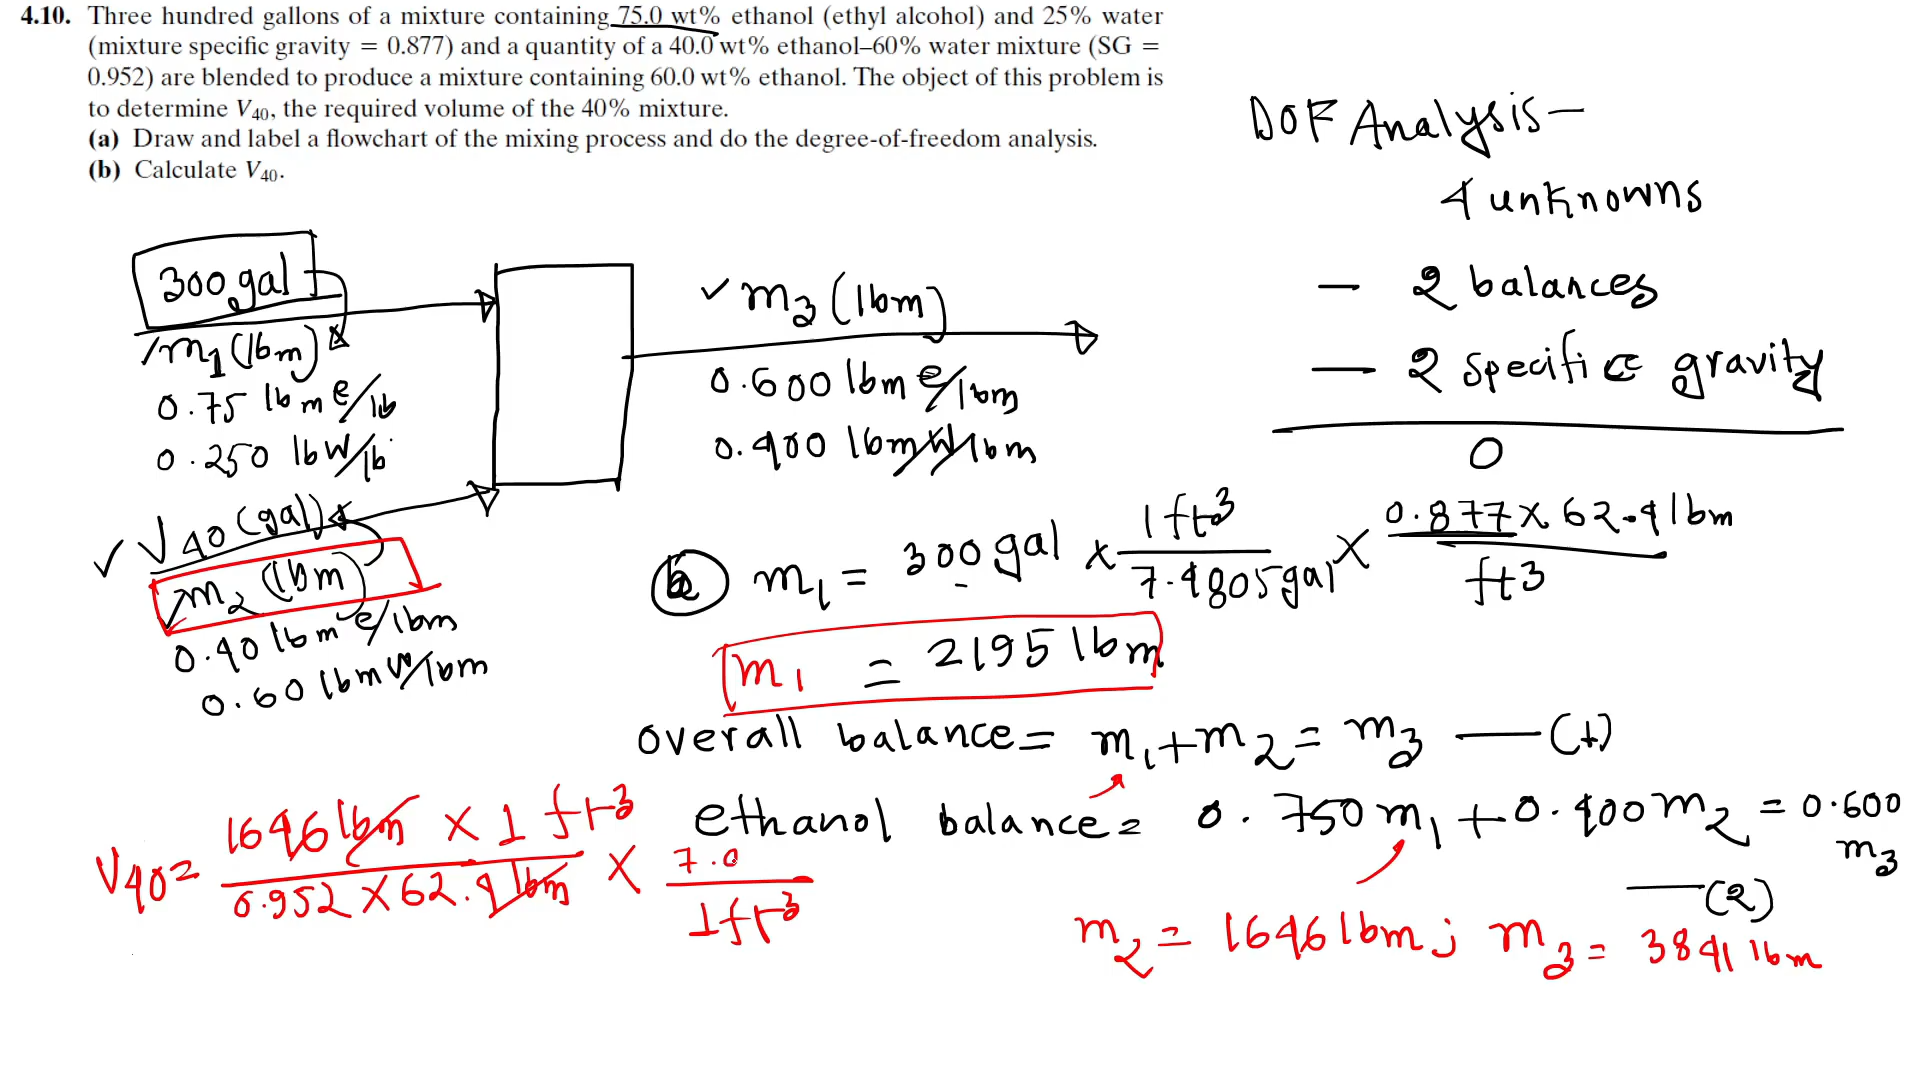 4.10. Three hundred gallons of a mixture containing 75.0 wt% ethanol (ethyl alcohol) and 25% water
(mixture specific gravity = 0.877) and a quantity of a 40.0 wt% ethanol–60% water mixture (SG =
0.952) are blended to produce a mixture containing 60.0 wt% ethanol. The object of this problem is
to determine V40, the required volume of the 40% mixture.
(a) Draw and label a flowchart of the mixing process and do the degree-of-freedom analysis.
(b) Calculate V40.
300 gal
m1 (lbm)
0.75 lbm e/lb
0.250 lb W/lb
✓ V40 (gal)
m2 (lbm)
0.40 lbm e/lbm
0.60 lbm W/lbm
✓ m3 (lbm)
0.600 lbm e/lbm
0.400 lbm W/lbm
DOF Analysis –
4 unknowns
– 2 balances
– 2 specific gravity
0
(b) m1 = 300 gal × 1 ft3 / 7.4805 gal × 0.877 × 62.4 lbm / ft3
m1 = 2195 lbm
overall balance = m1 + m2 = m3 — (1)
ethanol balance = 0.750 m1 + 0.400 m2 = 0.600 m3
— (2)
m2 = 1646 lbm ; m3 = 3841 lbm
V40 = 1646 lbm × 1 ft3 / 0.952 × 62.4 lbm × 7.0 / 1 ft3